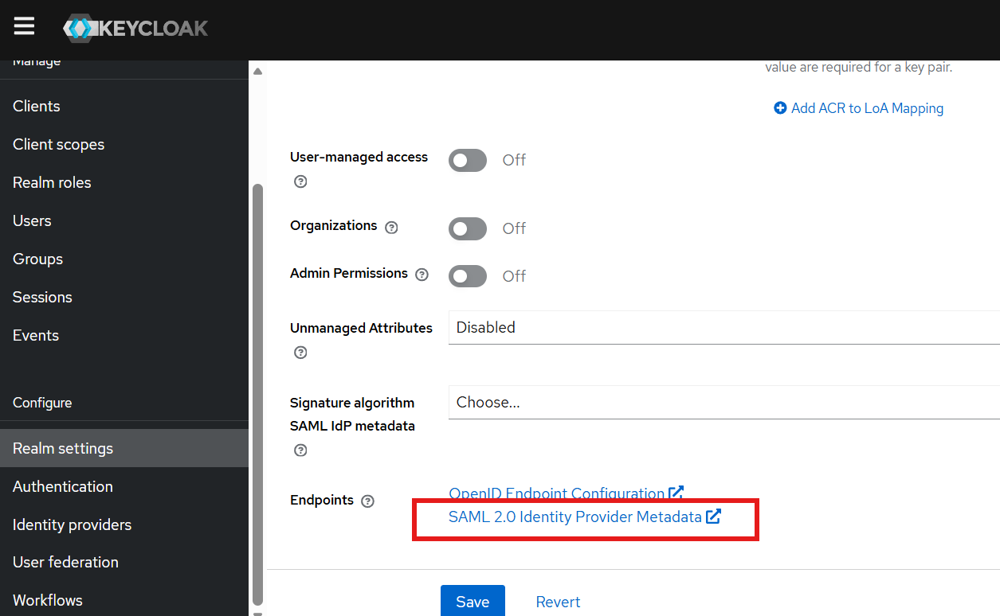 KEYCLOAK
Manage
Clients
Client scopes
Realm roles
Users
Groups
Sessions
Events
Configure
Realm settings
Authentication
Identity providers
User federation
Workflows
value are required for a key pair.
Add ACR to LoA Mapping
User-managed access
Off
Organizations
Off
Admin Permissions
Off
Unmanaged Attributes
Disabled
Signature algorithm
SAML IdP metadata
Choose...
Endpoints
OpenID Endpoint Configuration
SAML 2.0 Identity Provider Metadata
Save
Revert